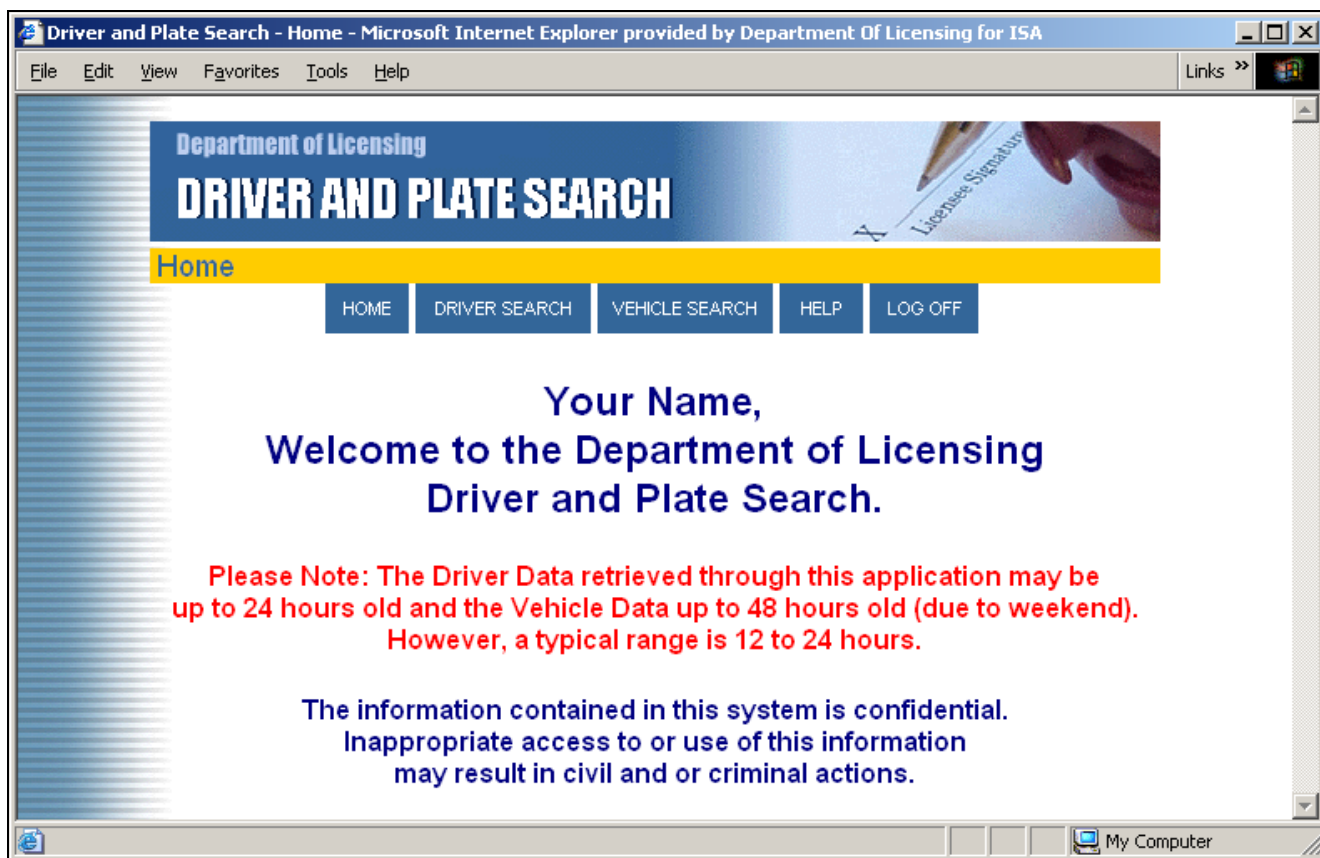 Driver and Plate Search - Home - Microsoft Internet Explorer provided by Department Of Licensing for ISA
File Edit View Favorites Tools Help Links »
Department of Licensing
DRIVER AND PLATE SEARCH
X Licensee Signature
Home
HOME DRIVER SEARCH VEHICLE SEARCH HELP LOG OFF
Your Name,
Welcome to the Department of Licensing
Driver and Plate Search.
Please Note: The Driver Data retrieved through this application may be
up to 24 hours old and the Vehicle Data up to 48 hours old (due to weekend).
However, a typical range is 12 to 24 hours.
The information contained in this system is confidential.
Inappropriate access to or use of this information
may result in civil and or criminal actions.
My Computer